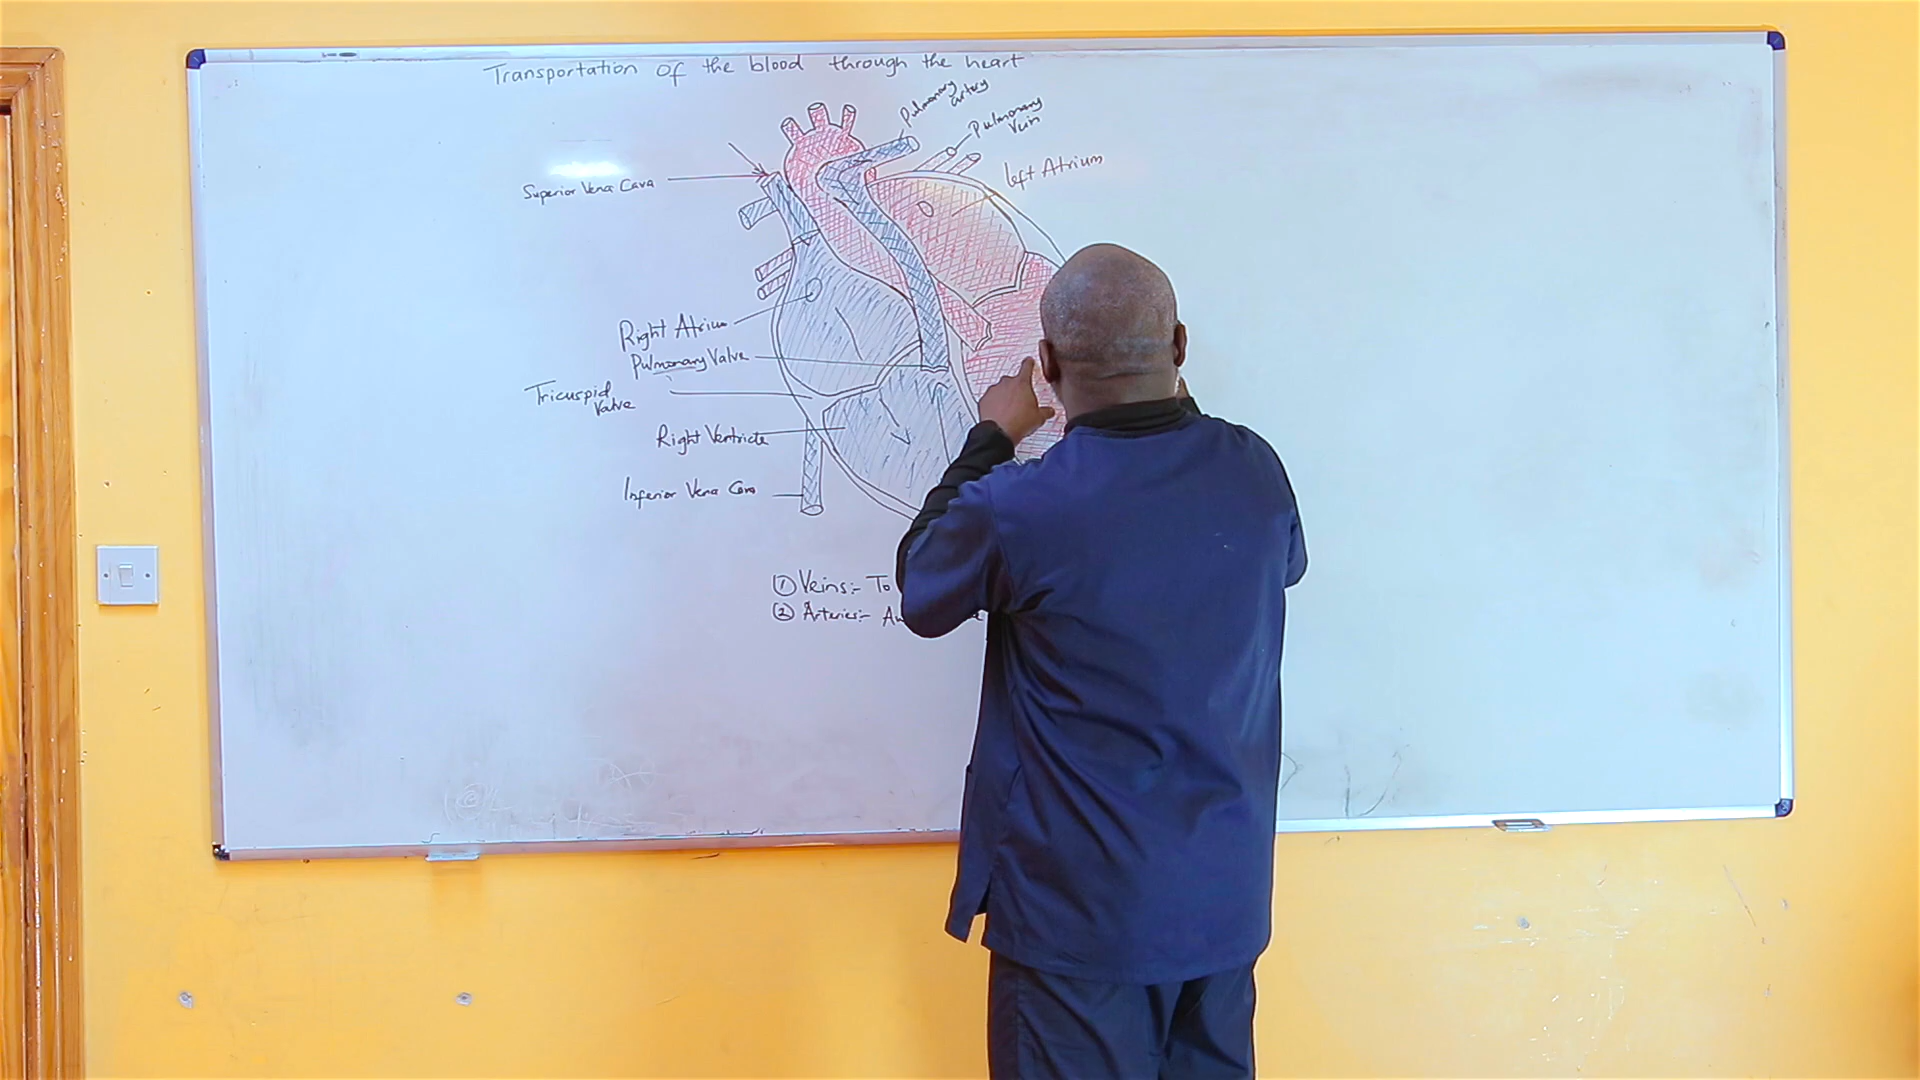 Transportation of the blood through the heart
Pulmonary
artery
Pulmonary
Vein
Left Atrium
Superior Vena Cava
Right Atrium
Pulmonary Valve
Tricuspid
Valve
Right Ventricle
Inferior Vena Cava
① Veins:- To
② Arteries:-